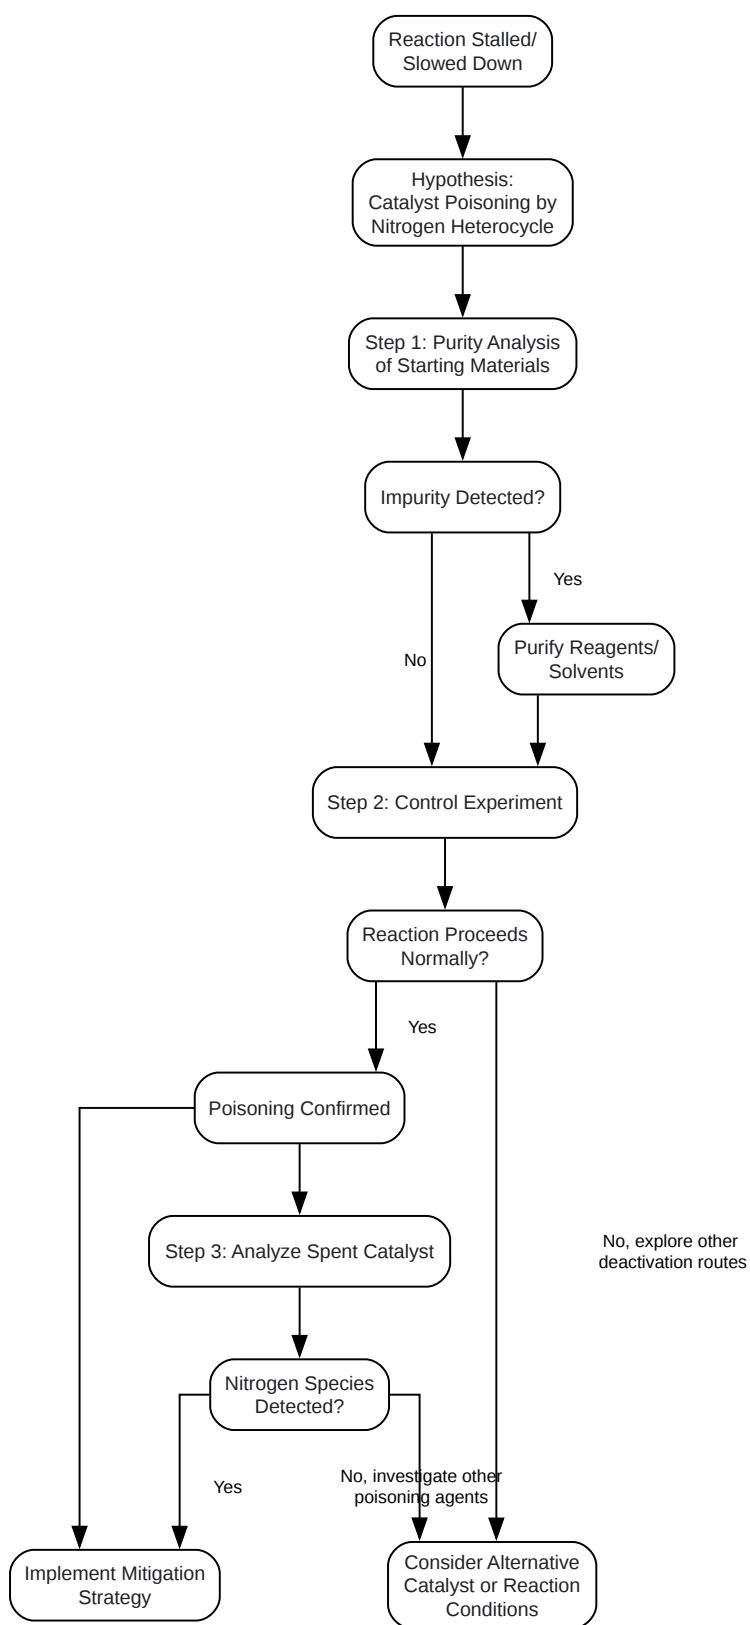 Reaction Stalled/
Slowed Down
Hypothesis:
Catalyst Poisoning by
Nitrogen Heterocycle
Step 1: Purity Analysis
of Starting Materials
Impurity Detected?
Yes
Purify Reagents/
Solvents
No
Step 2: Control Experiment
Reaction Proceeds
Normally?
Yes
Poisoning Confirmed
Step 3: Analyze Spent Catalyst
No, explore other
deactivation routes
Nitrogen Species
Detected?
Yes
No, investigate other
poisoning agents
Implement Mitigation
Strategy
Consider Alternative
Catalyst or Reaction
Conditions